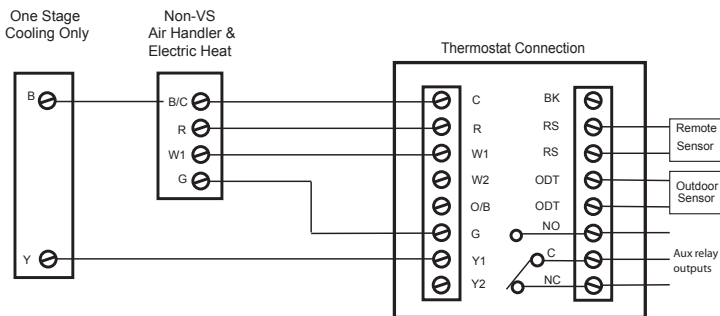 One Stage
Cooling Only
Non-VS
Air Handler &
Electric Heat
Thermostat Connection
B
Y
B/C
R
W1
G
C
R
W1
W2
O/B
G
Y1
Y2
BK
RS
RS
ODT
ODT
NO
C
NC
Remote
Sensor
Outdoor
Sensor
Aux relay
outputs